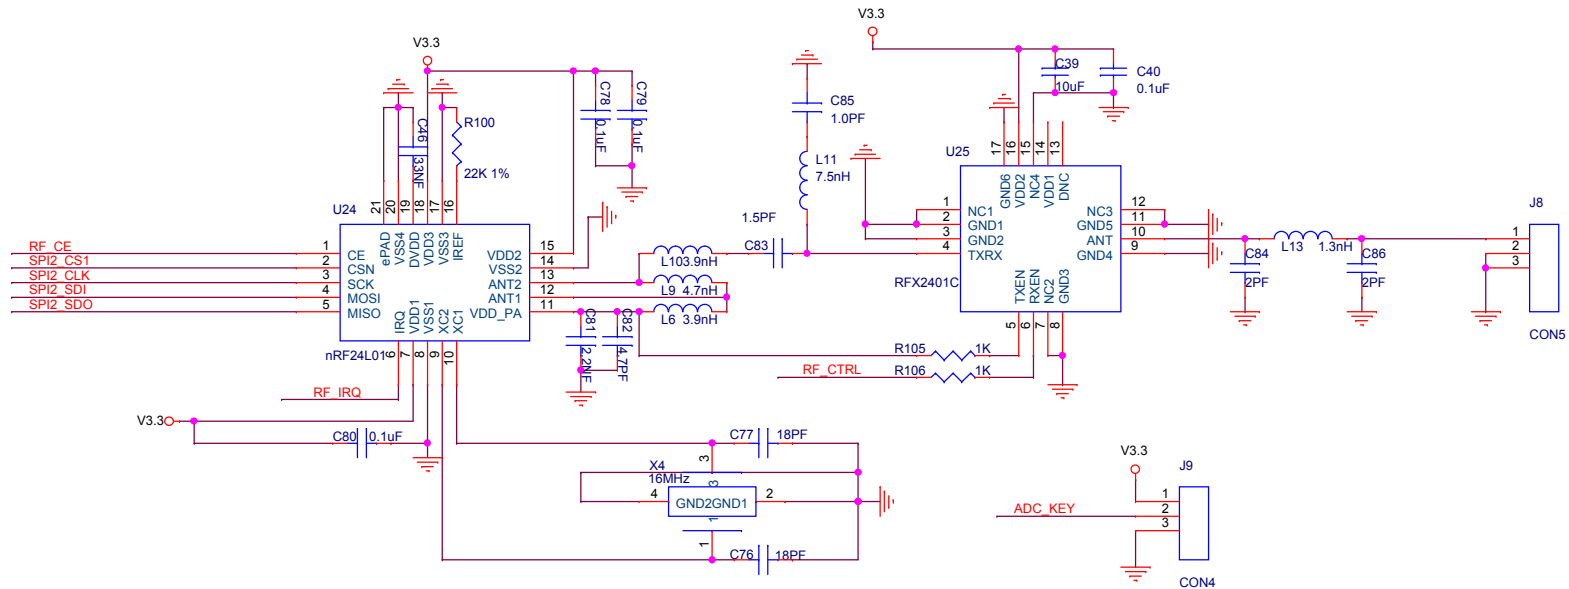 V3.3
V3.3
C39
10uF
C40
0.1uF
C78
0.1uF
C79
0.1uF
C85
1.0PF
C46
33NF
R100
22K 1%
L11
7.5nH
U25
17
16
15
14
13
GND6
VDD2
NC4
VDD1
DNC
21
20
19
18
17
16
U24
ePAD
VSS4
DVDD
VDD3
VSS3
IREF
1.5PF
C83
J8
1
2
3
4
NC1
GND1
GND2
TXRX
NC3
GND5
ANT
GND4
12
11
10
9
RF_CE
SPI2_CS1
SPI2_CLK
SPI2_SDI
SPI2_SDO
1
2
3
4
5
CE
CSN
SCK
MOSI
MISO
VDD2
VSS2
ANT2
ANT1
VDD_PA
15
14
13
12
11
L10 3.9nH
L9 4.7nH
L6 3.9nH
L13 1.3nH
C84
2PF
C86
2PF
1
2
3
CON5
RFX2401C
TXEN
RXEN
NC2
GND3
5
6
7
8
IRQ
VDD1
VSS1
XC2
XC1
nRF24L01
6
7
8
9
10
C81
2.2NF
C82
4.7PF
R105 1K
RF_CTRL
R106 1K
RF_IRQ
V3.3
C80 0.1uF
C77 18PF
3
X4
16MHz
3
4
GND2GND1
2
1
1
C76 18PF
V3.3
J9
ADC_KEY
1
2
3
CON4